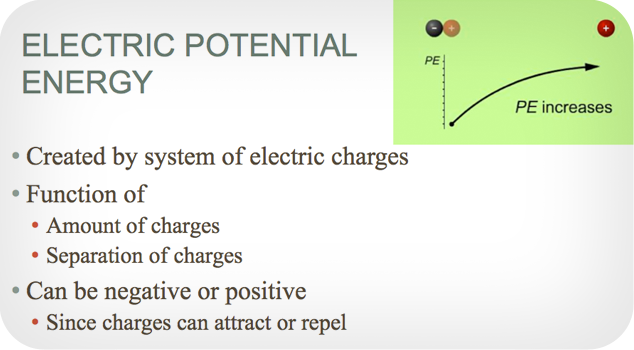 ELECTRIC POTENTIAL
ENERGY
- +
+
PE
PE increases
• Created by system of electric charges
• Function of
• Amount of charges
• Separation of charges
• Can be negative or positive
• Since charges can attract or repel